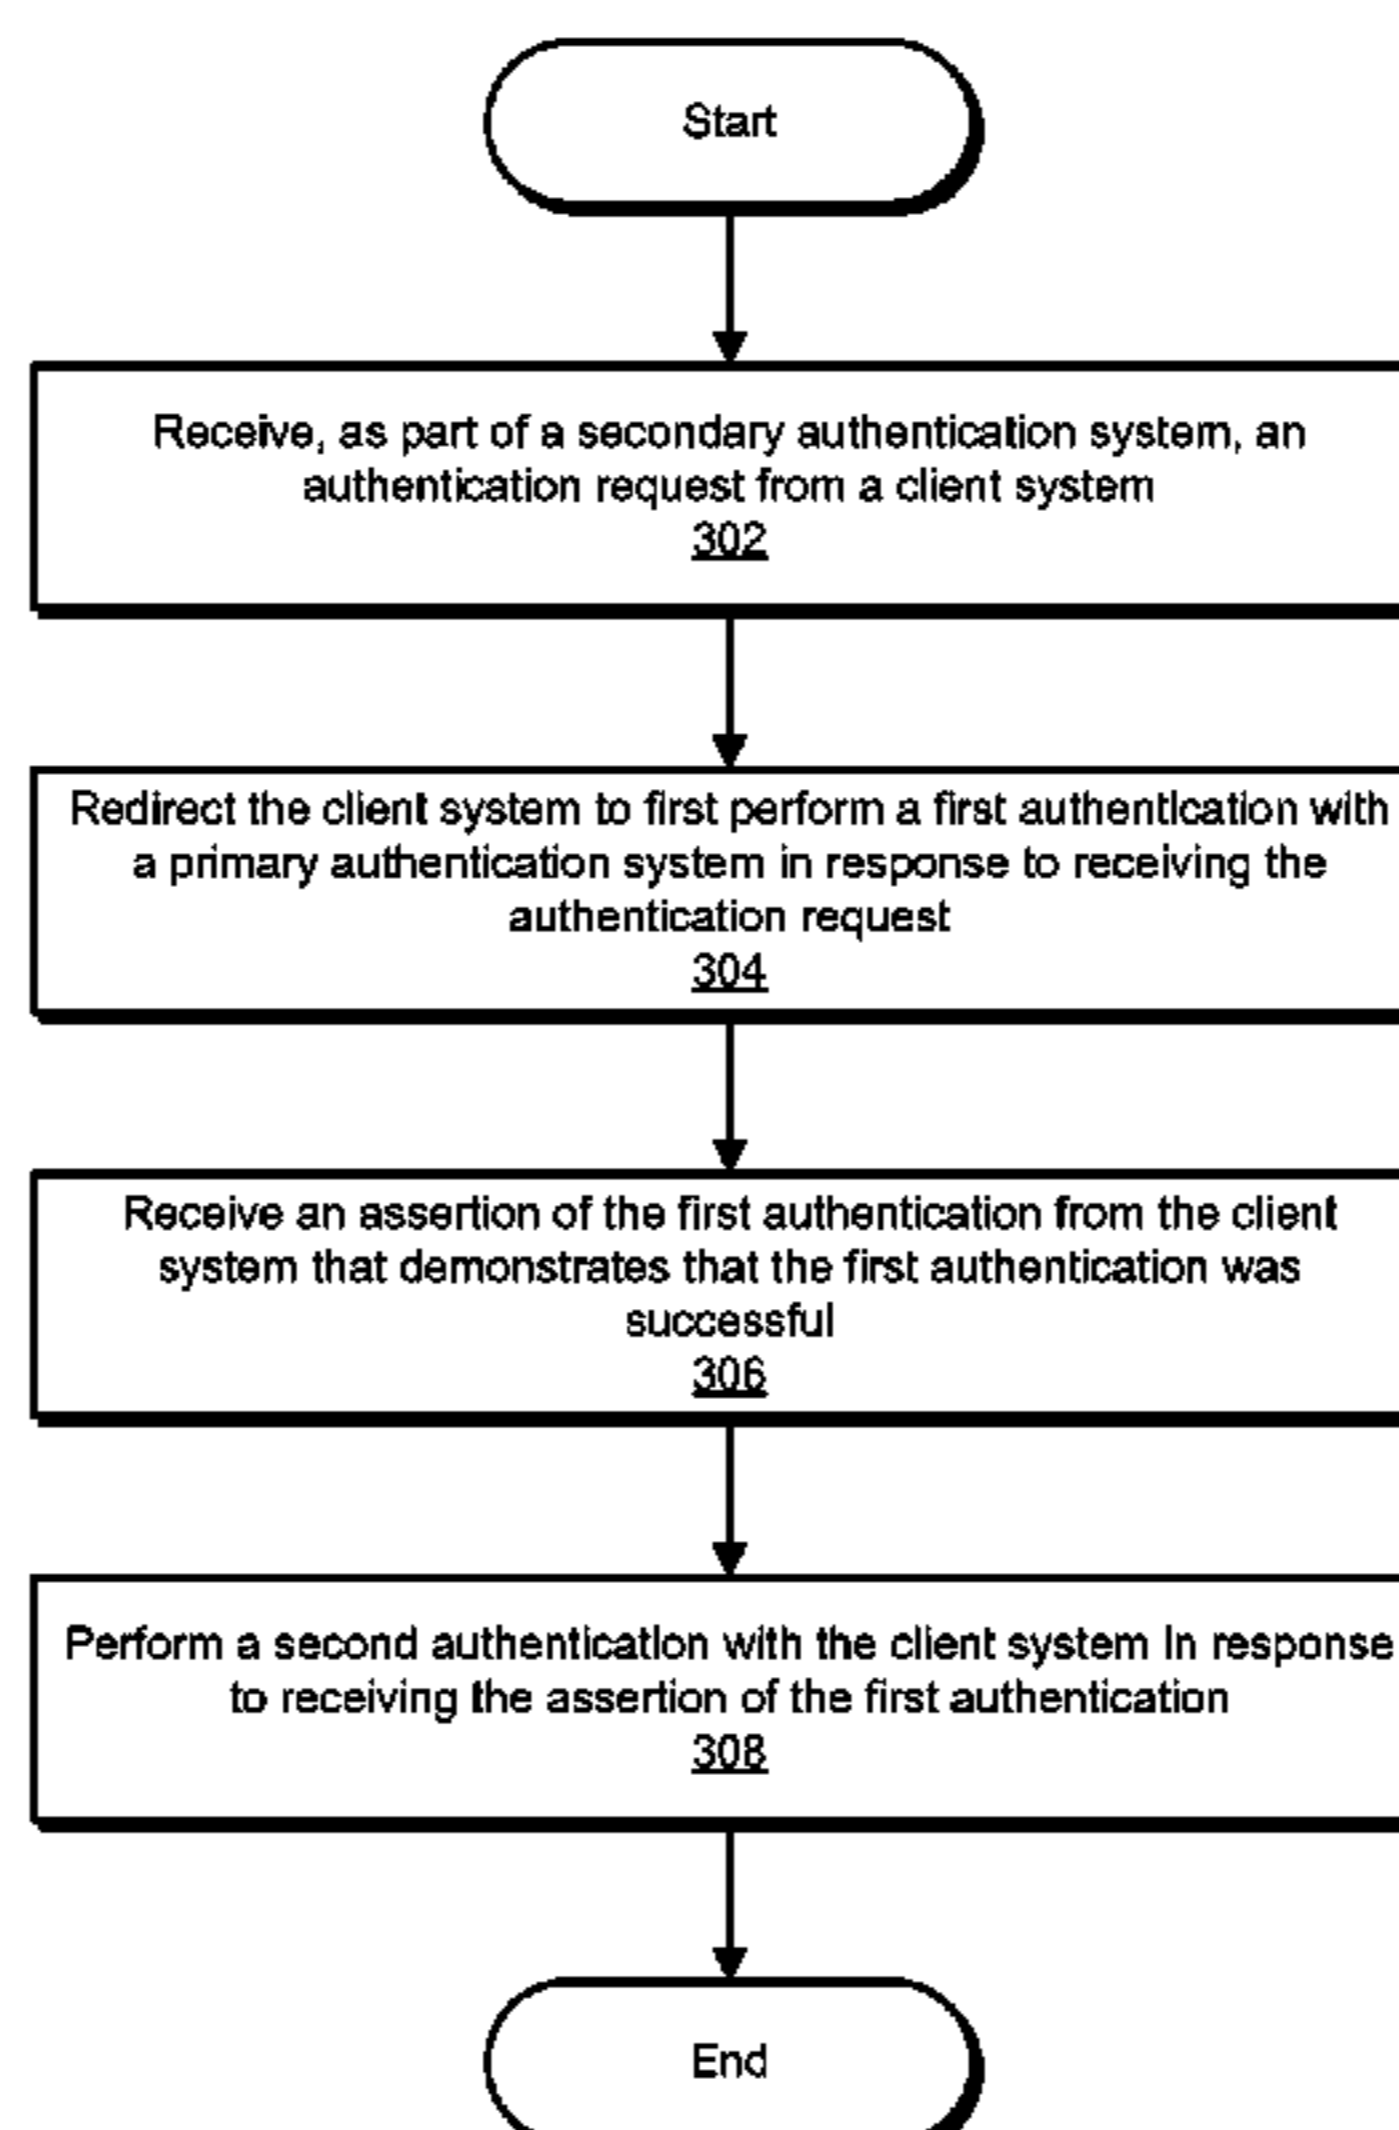 Start
Receive, as part of a secondary authentication system, an
authentication request from a client system
302
Redirect the client system to first perform a first authentication with
a primary authentication system in response to receiving the
authentication request
304
Receive an assertion of the first authentication from the client
system that demonstrates that the first authentication was
successful
306
Perform a second authentication with the client system in response
to receiving the assertion of the first authentication
308
End